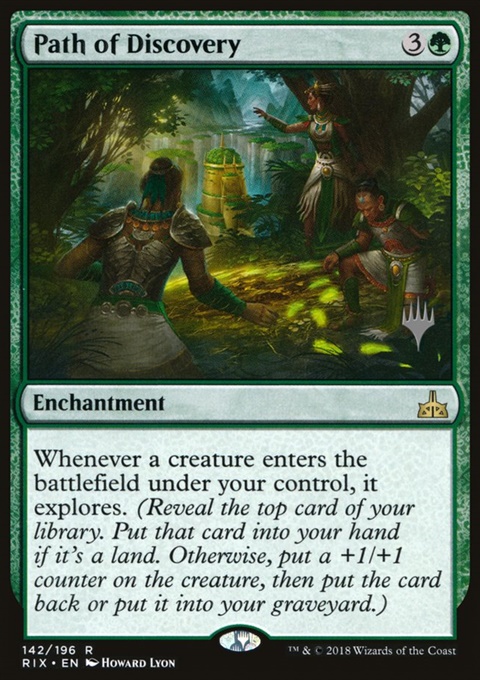 Path of Discovery 3
Enchantment
Whenever a creature enters the
battlefield under your control, it
explores. (Reveal the top card of your
library. Put that card into your hand
if it's a land. Otherwise, put a +1/+1
counter on the creature, then put the card
back or put it into your graveyard.)
142/196 R
RIX • EN Howard Lyon
™ & © 2018 Wizards of the Coast